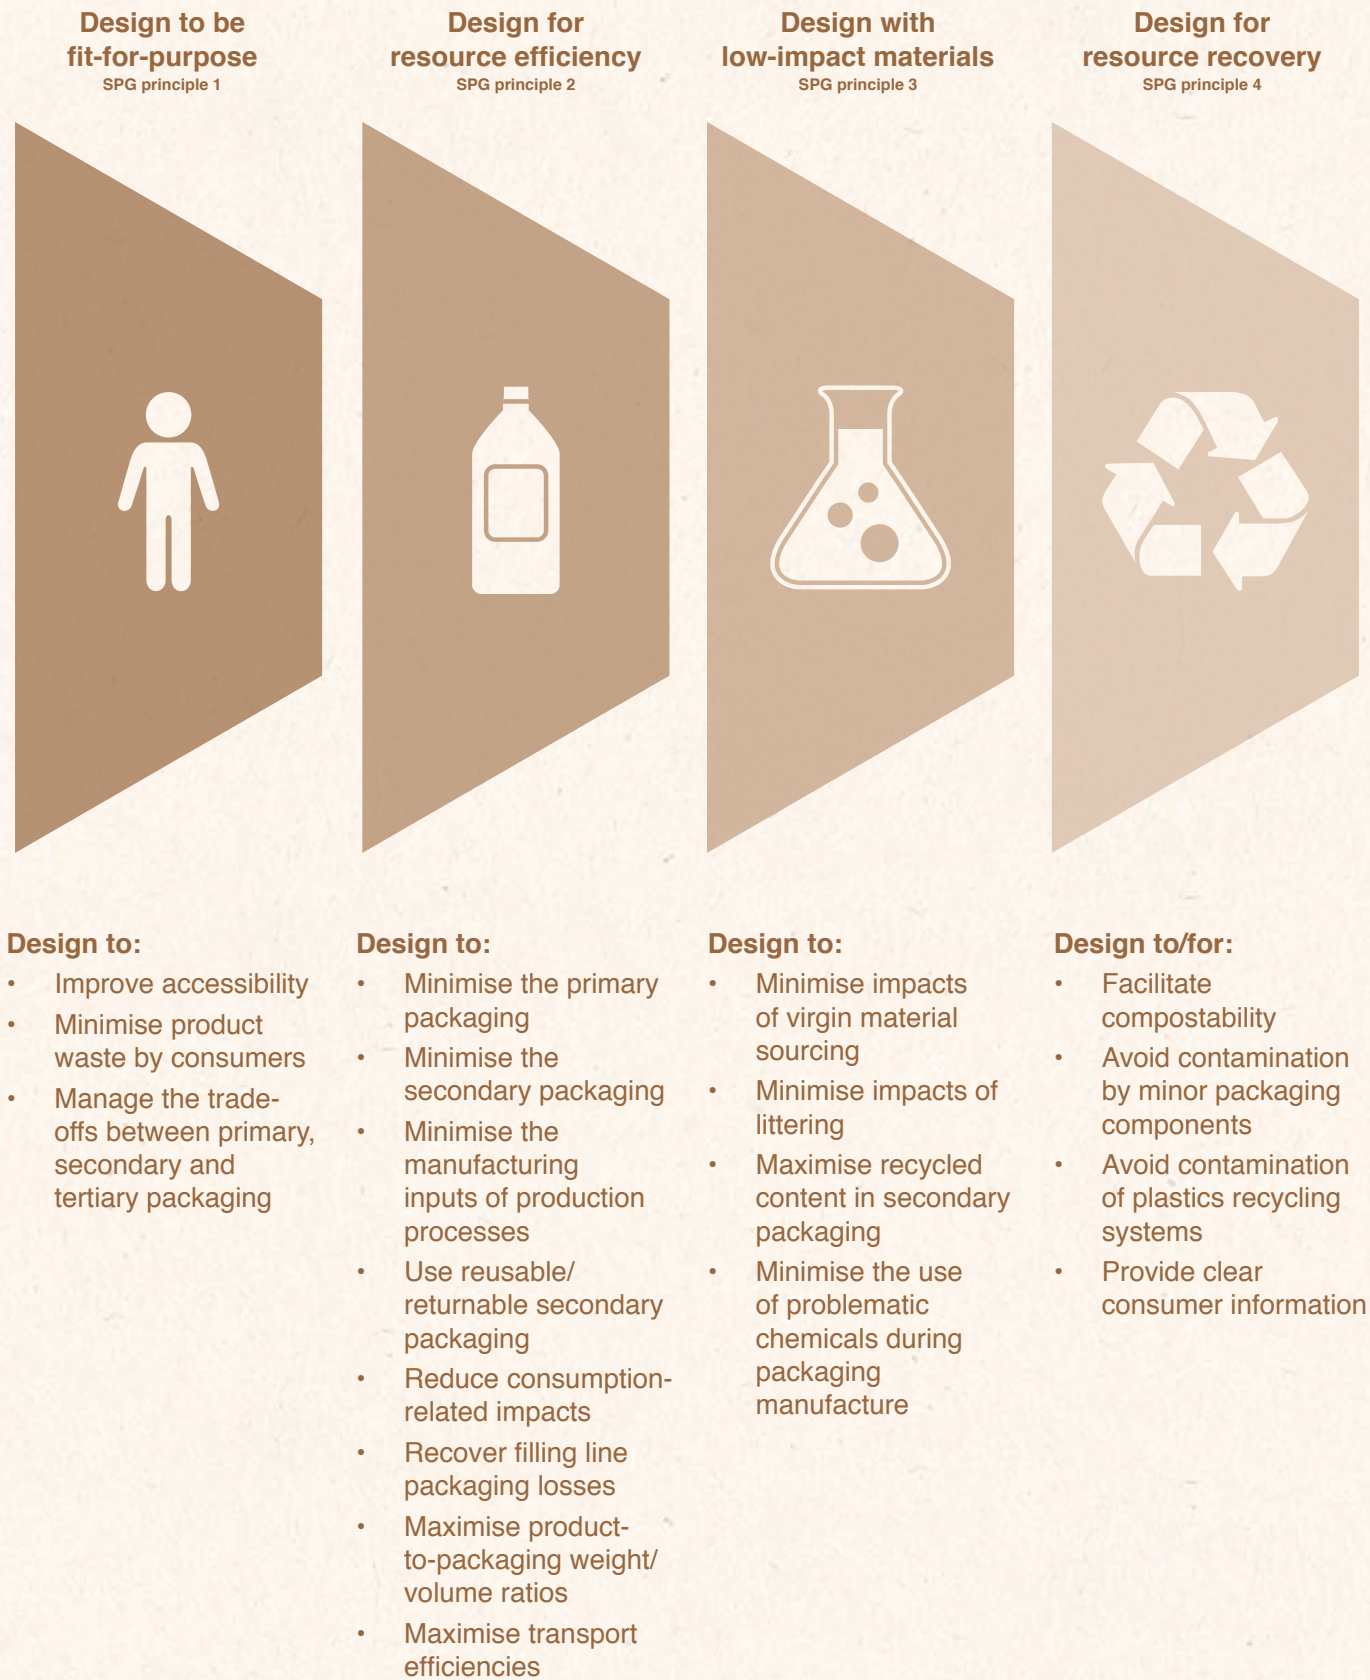 Design to be
fit-for-purpose
SPG principle 1
Design for
resource efficiency
SPG principle 2
Design with
low-impact materials
SPG principle 3
Design for
resource recovery
SPG principle 4
Design to:
• Improve accessibility
• Minimise product
waste by consumers
• Manage the trade-
offs between primary,
secondary and
tertiary packaging
Design to:
• Minimise the primary
packaging
• Minimise the
secondary packaging
• Minimise the
manufacturing
inputs of production
processes
• Use reusable/
returnable secondary
packaging
• Reduce consumption-
related impacts
• Recover filling line
packaging losses
• Maximise product-
to-packaging weight/
volume ratios
• Maximise transport
efficiencies
Design to:
• Minimise impacts
of virgin material
sourcing
• Minimise impacts of
littering
• Maximise recycled
content in secondary
packaging
• Minimise the use
of problematic
chemicals during
packaging
manufacture
Design to/for:
• Facilitate
compostability
• Avoid contamination
by minor packaging
components
• Avoid contamination
of plastics recycling
systems
• Provide clear
consumer information